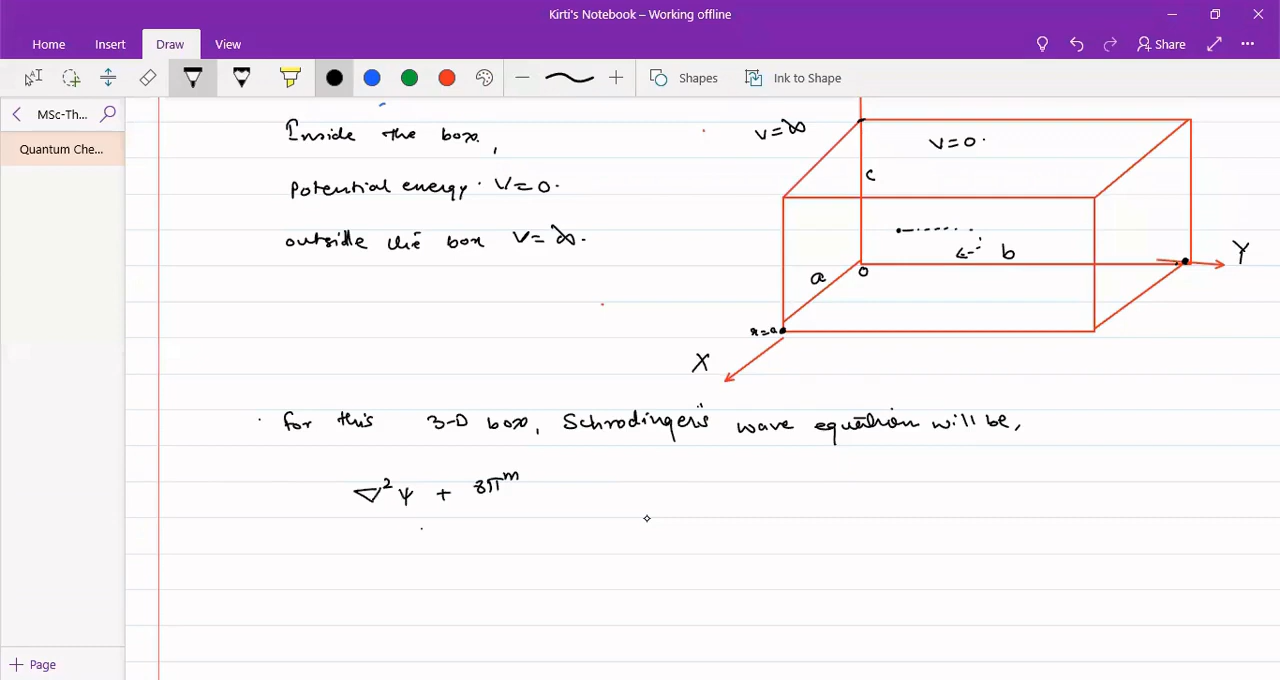 Kirti's Notebook – Working offline
Home Insert Draw View
Share
Shapes Ink to Shape
MSc-Th...
Quantum Che...
Inside the box,
V=∞
V=0.
c
Potential energy. V=0.
outside the box V=∞.
b
Y
a
0
x=a
X
for this 3-D box, Schrodinger's wave equation will be,
∇²ψ + 8π^m
Page